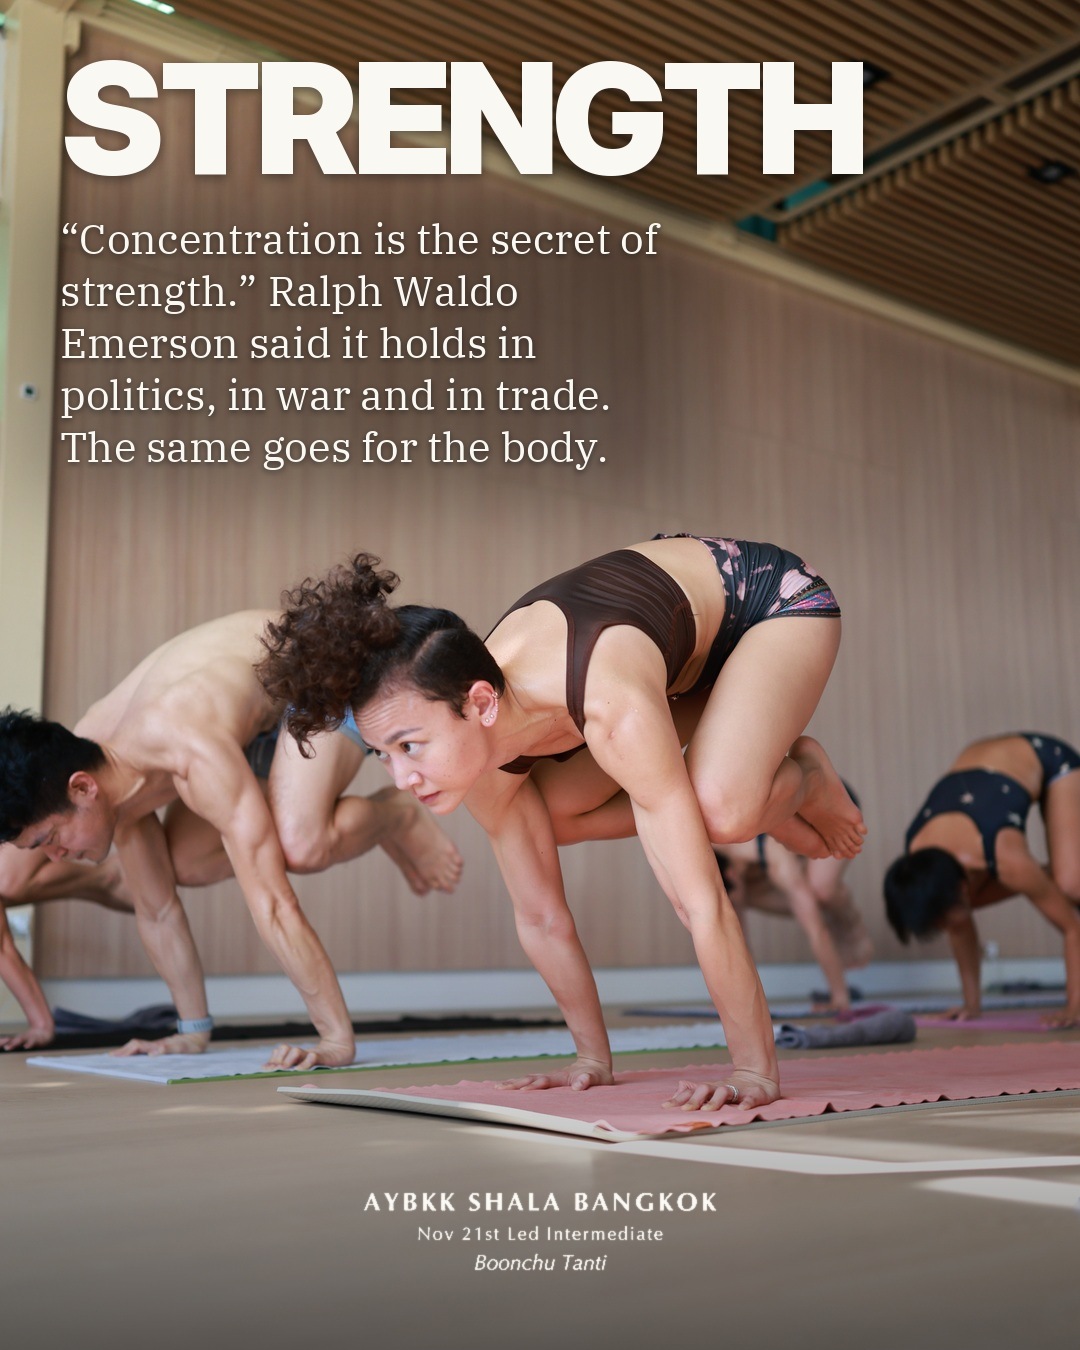 STRENGTH
“Concentration is the secret of
strength.” Ralph Waldo
Emerson said it holds in
politics, in war and in trade.
The same goes for the body.
AYBKK SHALA BANGKOK
Nov 21st Led Intermediate
Boonchu Tanti